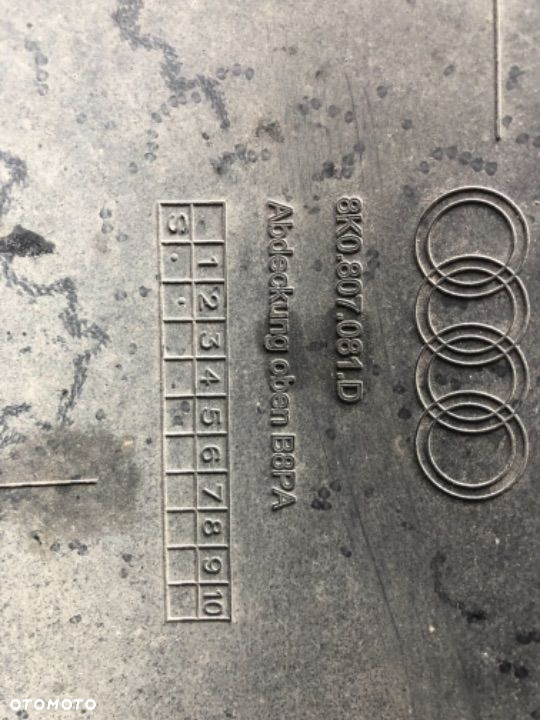 8K0.807.081.D
Abdeckung oben B8PA
1 2 3 4 5 6 7 8 9 10
S
OTOMOTO